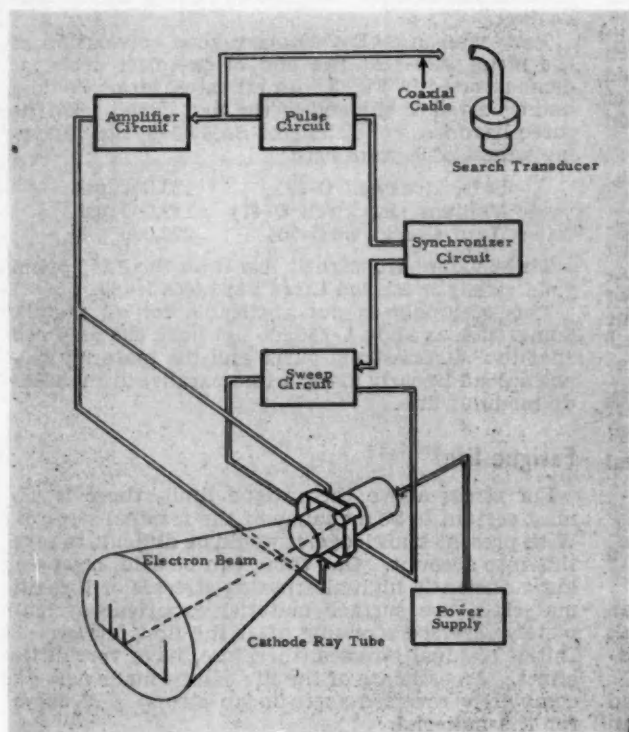 Coaxial
Cable
Amplifier
Circuit
Pulse
Circuit
Search Transducer
Synchronizer
Circuit
Sweep
Circuit
Electron Beam
Power
Supply
Cathode Ray Tube